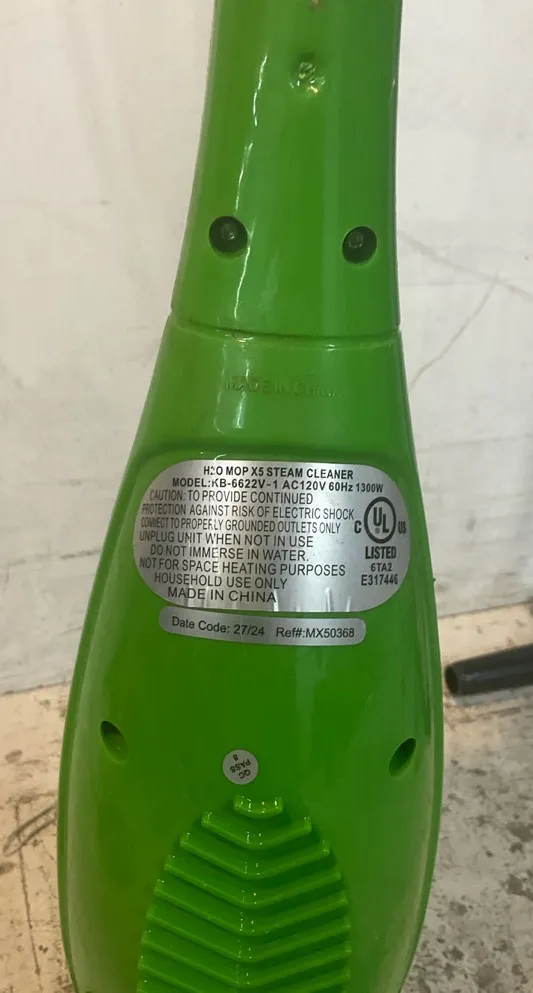 MADE IN CHINA
H2O MOP X5 STEAM CLEANER
MODEL:KB-6622V-1 AC120V 60Hz 1300W
CAUTION: TO PROVIDE CONTINUED
PROTECTION AGAINST RISK OF ELECTRIC SHOCK
CONNECT TO PROPERLY GROUNDED OUTLETS ONLY
UNPLUG UNIT WHEN NOT IN USE
DO NOT IMMERSE IN WATER.
NOT FOR SPACE HEATING PURPOSES
HOUSEHOLD USE ONLY
MADE IN CHINA
C UL US
LISTED
6TA2
E317446
Date Code: 27/24 Ref#:MX50368
QC
PASS
8